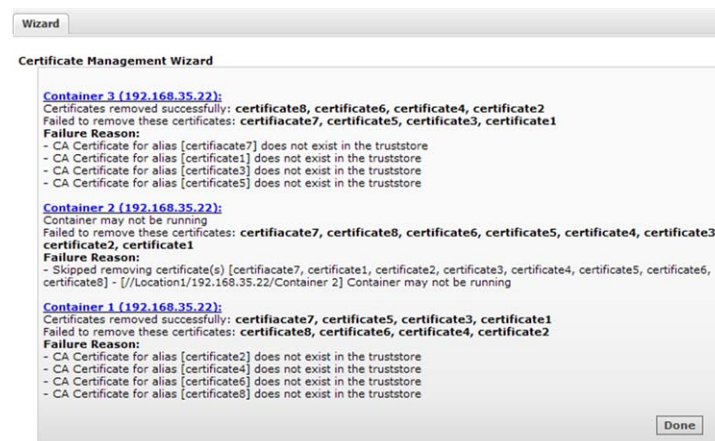 Wizard
Certificate Management Wizard
Container 3 (192.168.35.22):
Certificates removed successfully: certificate8, certificate6, certificate4, certificate2
Failed to remove these certificates: certifiacate7, certificate5, certificate3, certificate1
Failure Reason:
- CA Certificate for alias [certifiacate7] does not exist in the truststore
- CA Certificate for alias [certificate1] does not exist in the truststore
- CA Certificate for alias [certificate3] does not exist in the truststore
- CA Certificate for alias [certificate5] does not exist in the truststore
Container 2 (192.168.35.22):
Container may not be running
Failed to remove these certificates: certifiacate7, certificate8, certificate6, certificate5, certificate4, certificate3
certificate2, certificate1
Failure Reason:
- Skipped removing certificate(s) [certifiacate7, certificate1, certificate2, certificate3, certificate4, certificate5, certificate6,
certificate8] - [//Location1/192.168.35.22/Container 2] Container may not be running
Container 1 (192.168.35.22):
Certificates removed successfully: certifiacate7, certificate5, certificate3, certificate1
Failed to remove these certificates: certificate8, certificate6, certificate4, certificate2
Failure Reason:
- CA Certificate for alias [certificate2] does not exist in the truststore
- CA Certificate for alias [certificate4] does not exist in the truststore
- CA Certificate for alias [certificate6] does not exist in the truststore
- CA Certificate for alias [certificate8] does not exist in the truststore
Done